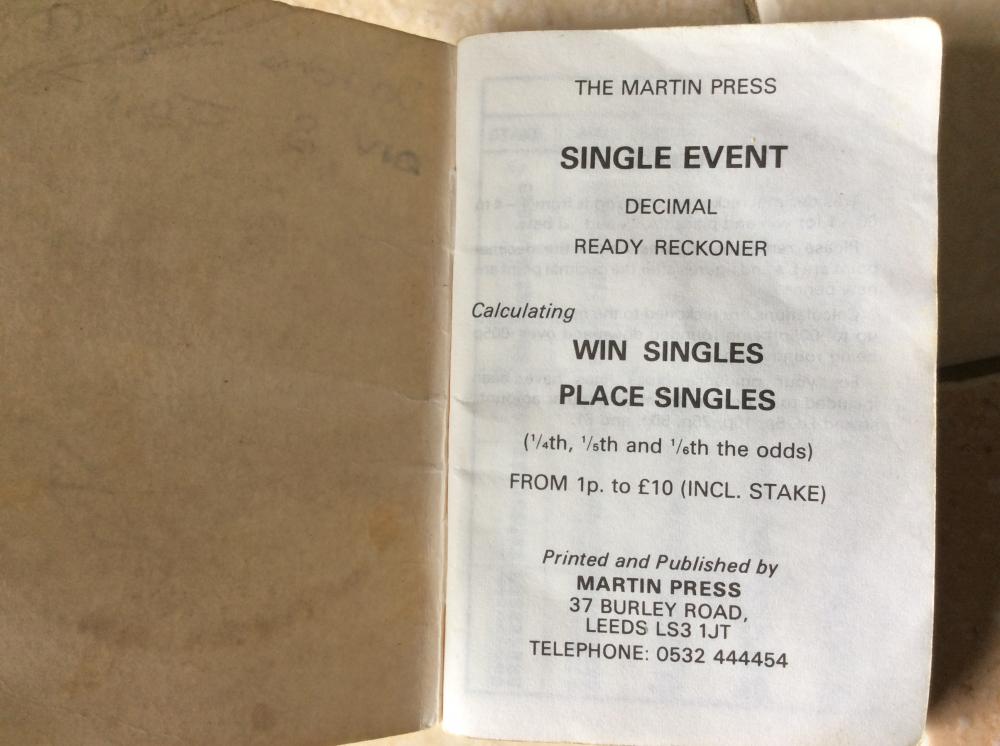 THE MARTIN PRESS
SINGLE EVENT
DECIMAL
READY RECKONER
Calculating
WIN SINGLES
PLACE SINGLES
(¹/₄th, ¹/₅th and ¹/₆th the odds)
FROM 1p. to £10 (INCL. STAKE)
Printed and Published by
MARTIN PRESS
37 BURLEY ROAD,
LEEDS LS3 1JT
TELEPHONE: 0532 444454